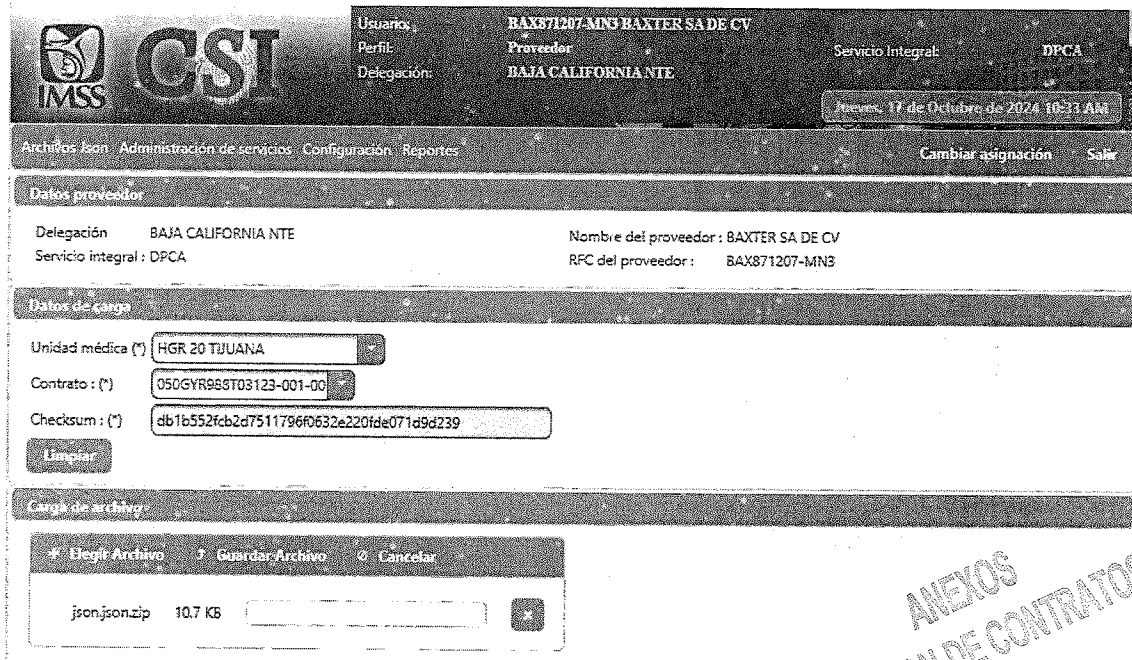 IMSS CSI
Usuario: BAX871207-MN3 BAXTER SA DE CV
Perfil: Proveedor
Delegación: BAJA CALIFORNIA NTE
Servicio Integral: DPCA
Jueves, 17 de Octubre de 2024 10:33 AM
Archivos Json Administración de servicios Configuración Reportes Cambiar asignación Salir
Datos proveedor
Delegación BAJA CALIFORNIA NTE Nombre del proveedor : BAXTER SA DE CV
Servicio integral : DPCA RFC del proveedor : BAX871207-MN3
Datos de carga
Unidad médica (*) HGR 20 TIJUANA
Contrato : (*) 050GYR988T03123-001-00
Checksum : (*) db1b552fcb2d7511796f0632e220fde071d9d239
Limpiar
Carga de archivo
+ Elegir Archivo Guardar Archivo Cancelar
json.json.zip 10.7 KB x
ANEXOS
DE CONTRATOS